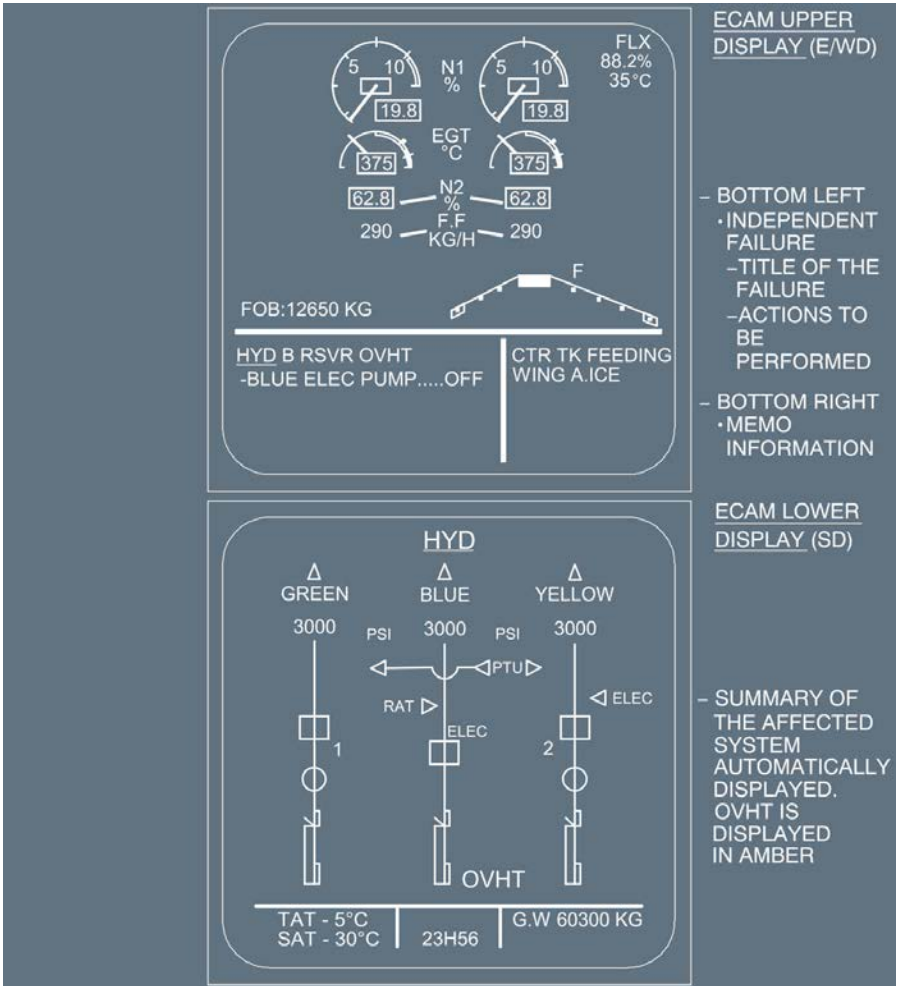 ECAM UPPER
DISPLAY (E/WD)
FLX
88.2%
35°C
5 10 N1 5 10
%
19.8 19.8
EGT
°C
375 375
62.8 N2 62.8
%
290 F.F 290
KG/H
F
FOB:12650 KG
HYD B RSVR OVHT
-BLUE ELEC PUMP.....OFF
CTR TK FEEDING
WING A.ICE
– BOTTOM LEFT
·INDEPENDENT
FAILURE
–TITLE OF THE
FAILURE
–ACTIONS TO
BE
PERFORMED
– BOTTOM RIGHT
·MEMO
INFORMATION
ECAM LOWER
DISPLAY (SD)
HYD
GREEN BLUE YELLOW
3000 PSI 3000 PSI 3000
PTU
RAT ELEC
ELEC
1 2
OVHT
TAT - 5°C
SAT - 30°C
23H56
G.W 60300 KG
– SUMMARY OF
THE AFFECTED
SYSTEM
AUTOMATICALLY
DISPLAYED.
OVHT IS
DISPLAYED
IN AMBER